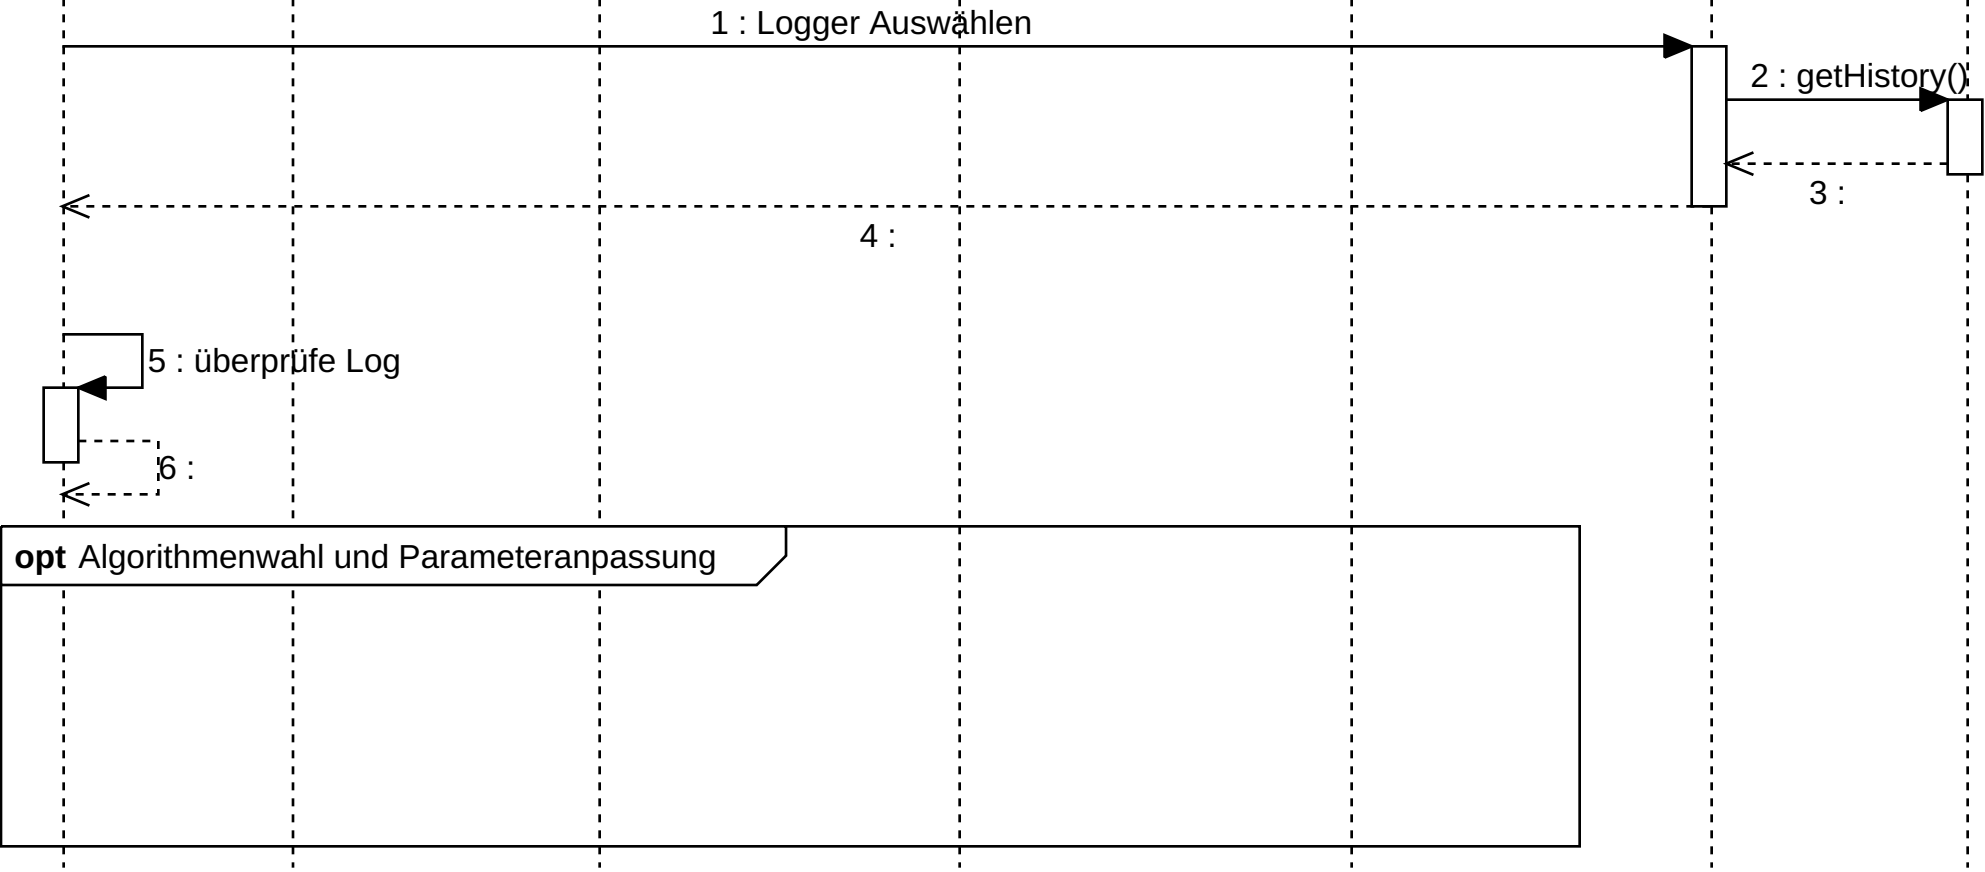 1 : Logger Auswählen
2 : getHistory()
3 :
4 :
5 : überprüfe Log
6 :
opt Algorithmenwahl und Parameteranpassung